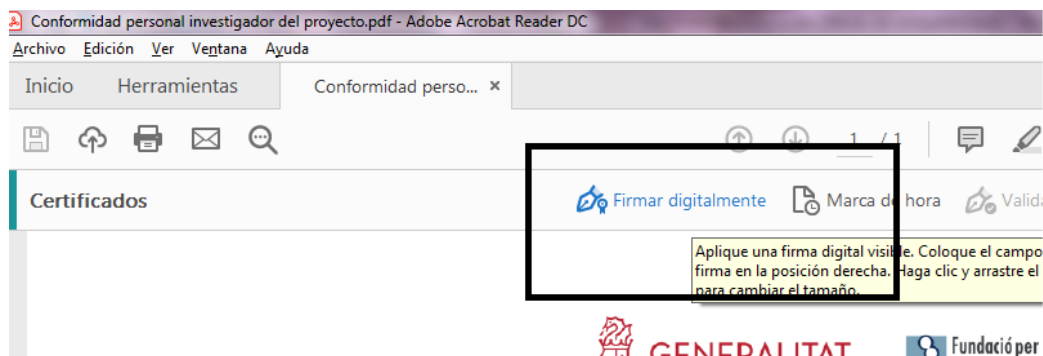 Conformidad personal investigador del proyecto.pdf - Adobe Acrobat Reader DC
Archivo Edición Ver Ventana Ayuda
Inicio Herramientas Conformidad perso... ×
1 / 1
Certificados Firmar digitalmente Marca de hora Valida
Aplique una firma digital visible. Coloque el campo
firma en la posición derecha. Haga clic y arrastre el
para cambiar el tamaño.
GENERALITAT Fundació per